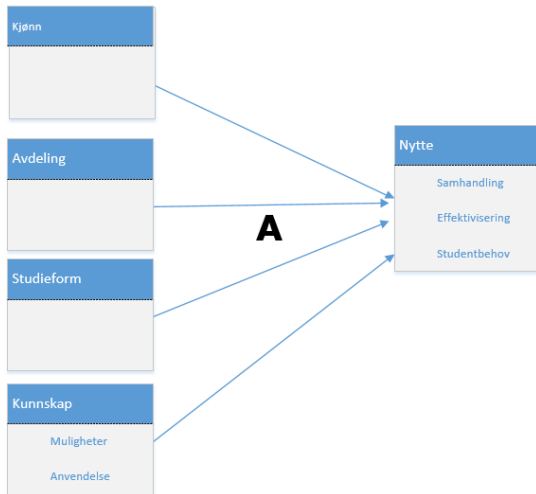 Kjønn
Avdeling
Studieform
Kunnskap
Muligheter
Anvendelse
A
Nytte
Samhandling
Effektivisering
Studentbehov